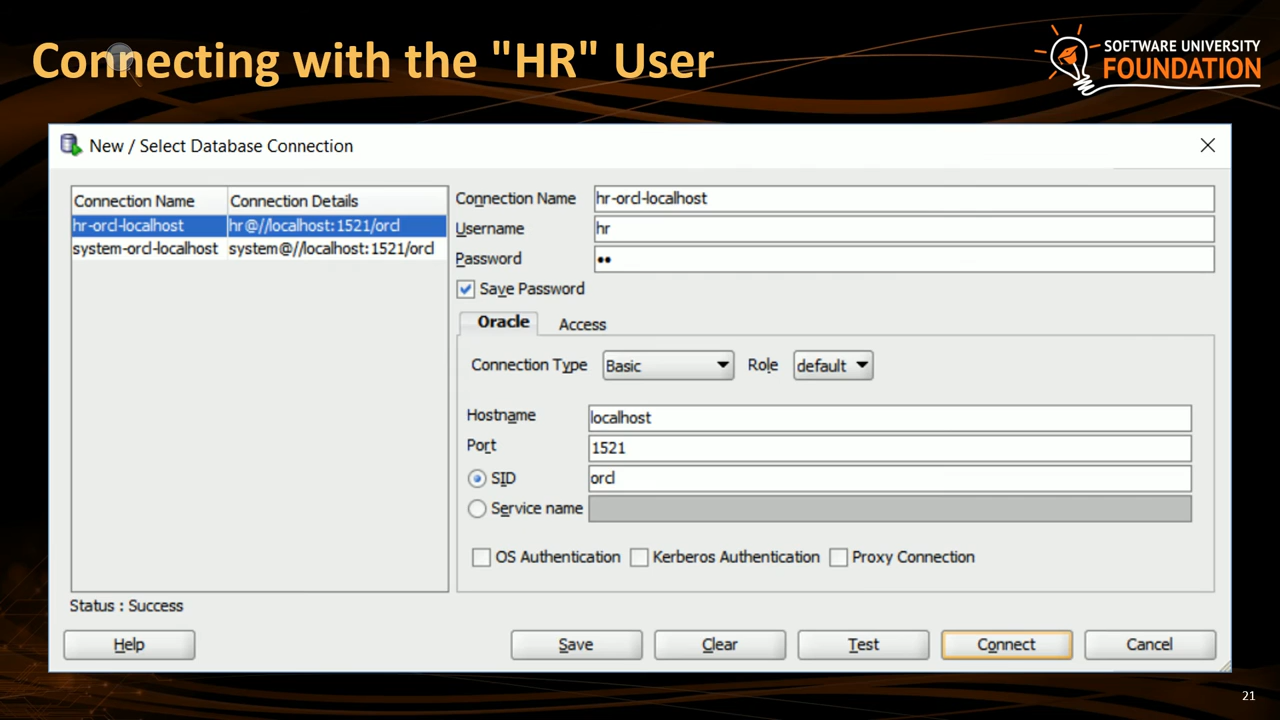 Connecting with the "HR" User
SOFTWARE UNIVERSITY
FOUNDATION
New / Select Database Connection
Connection Name Connection Details
hr-orcl-localhost hr@//localhost:1521/orcl
system-orcl-localhost system@//localhost:1521/orcl
Connection Name hr-orcl-localhost
Username hr
Password ••
Save Password
Oracle Access
Connection Type Basic Role default
Hostname localhost
Port 1521
SID orcl
Service name
OS Authentication Kerberos Authentication Proxy Connection
Status : Success
Help Save Clear Test Connect Cancel
21